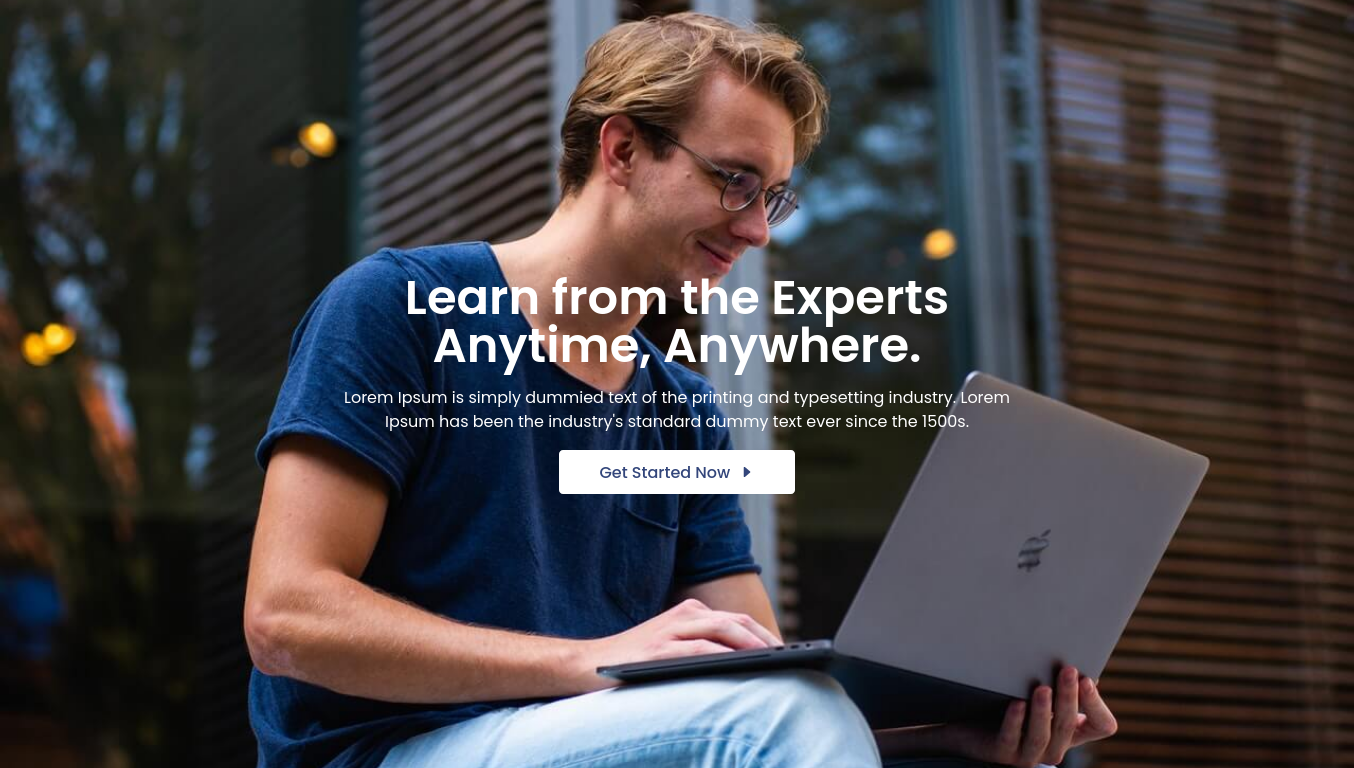 Learn from the Experts
Anytime, Anywhere.
Lorem Ipsum is simply dummied text of the printing and typesetting industry. Lorem
Ipsum has been the industry's standard dummy text ever since the 1500s.
Get Started Now